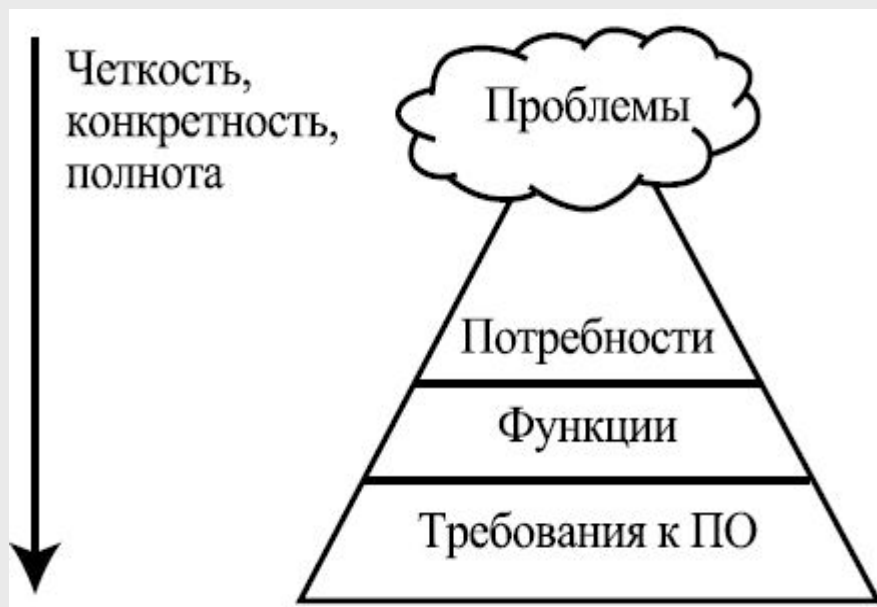 Четкость,
конкретность,
полнота
Проблемы
Потребности
Функции
Требования к ПО